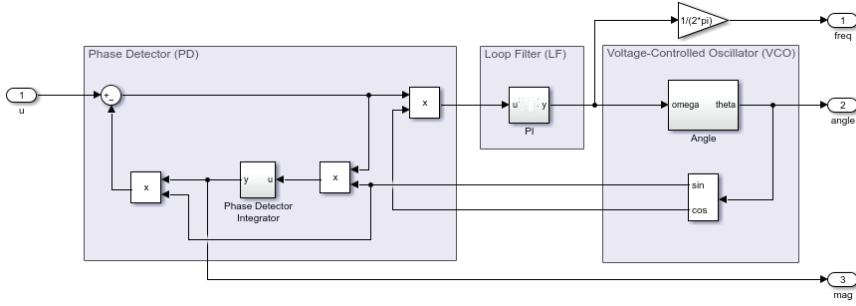 1/(2*pi)
1
freq
Phase Detector (PD)
Loop Filter (LF)
Voltage-Controlled Oscillator (VCO)
1
u
+
-
x
u
y
PI
omega
theta
Angle
2
angle
x
y
u
Phase Detector
Integrator
x
sin
cos
3
mag